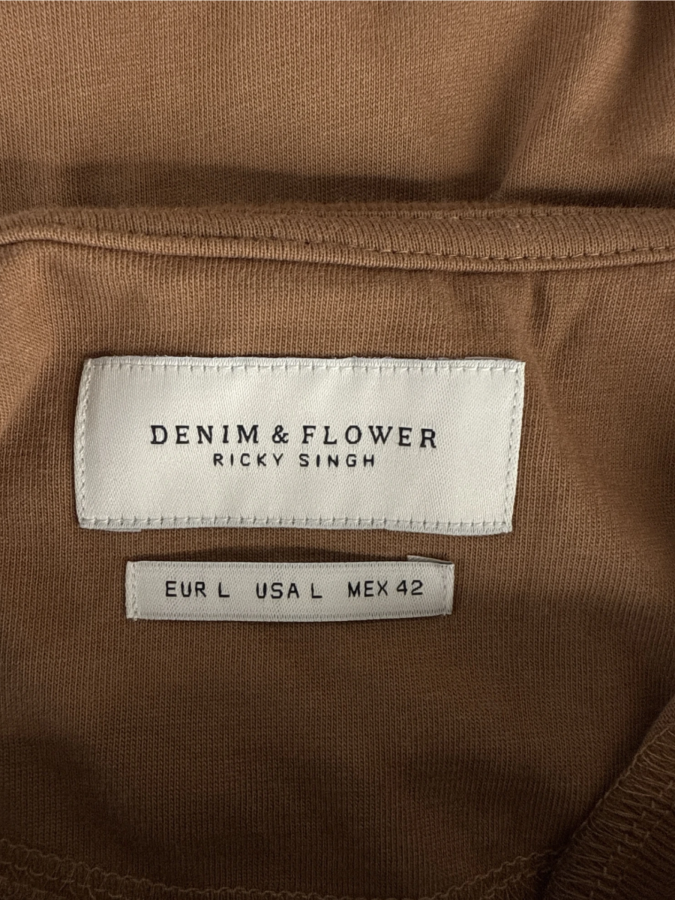 DENIM & FLOWER
RICKY SINGH
EUR L USA L MEX 42